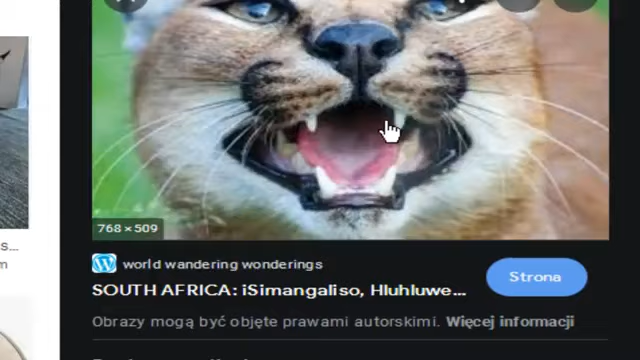 s...
m
768 × 509
world wandering wonderings
SOUTH AFRICA: iSimangaliso, Hluhluwe...
Strona
Obrazy mogą być objęte prawami autorskimi. Więcej informacji